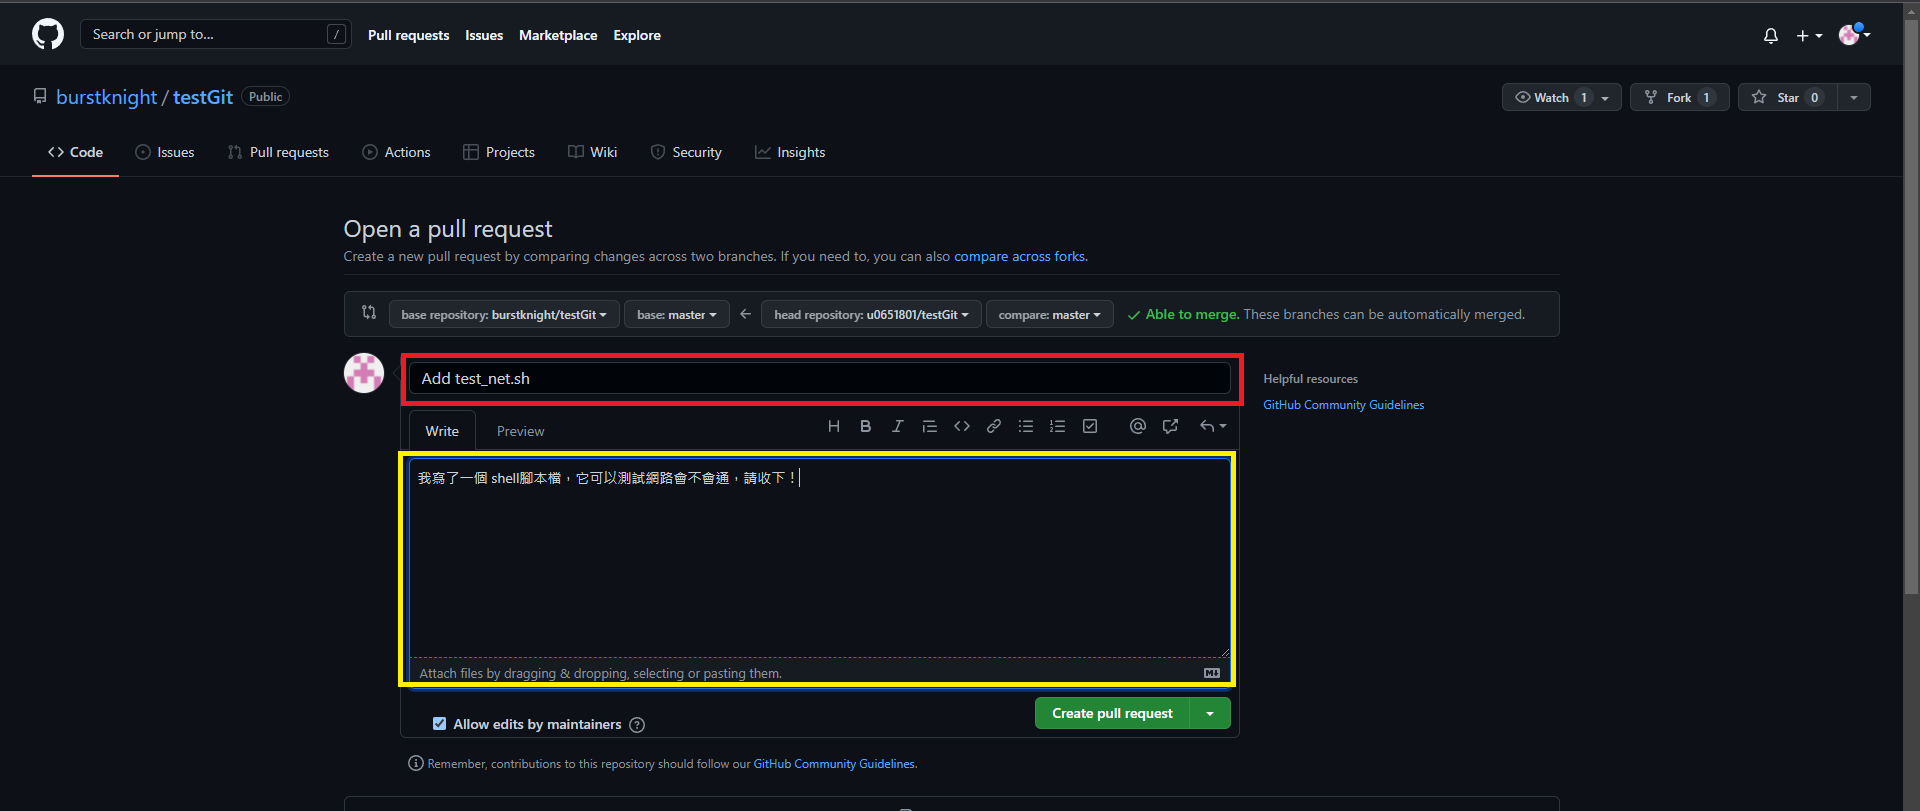 Search or jump to... /
Pull requests Issues Marketplace Explore
burstknight / testGit Public
Watch 1 Fork 1 Star 0
Code Issues Pull requests Actions Projects Wiki Security Insights
Open a pull request
Create a new pull request by comparing changes across two branches. If you need to, you can also compare across forks.
base repository: burstknight/testGit base: master ← head repository: u0651801/testGit compare: master ✓ Able to merge. These branches can be automatically merged.
Add test_net.sh
Helpful resources
GitHub Community Guidelines
Write Preview
我寫了一個 shell腳本檔，它可以測試網路會不會通，請收下！
Attach files by dragging & dropping, selecting or pasting them.
Allow edits by maintainers
Create pull request
Remember, contributions to this repository should follow our GitHub Community Guidelines.